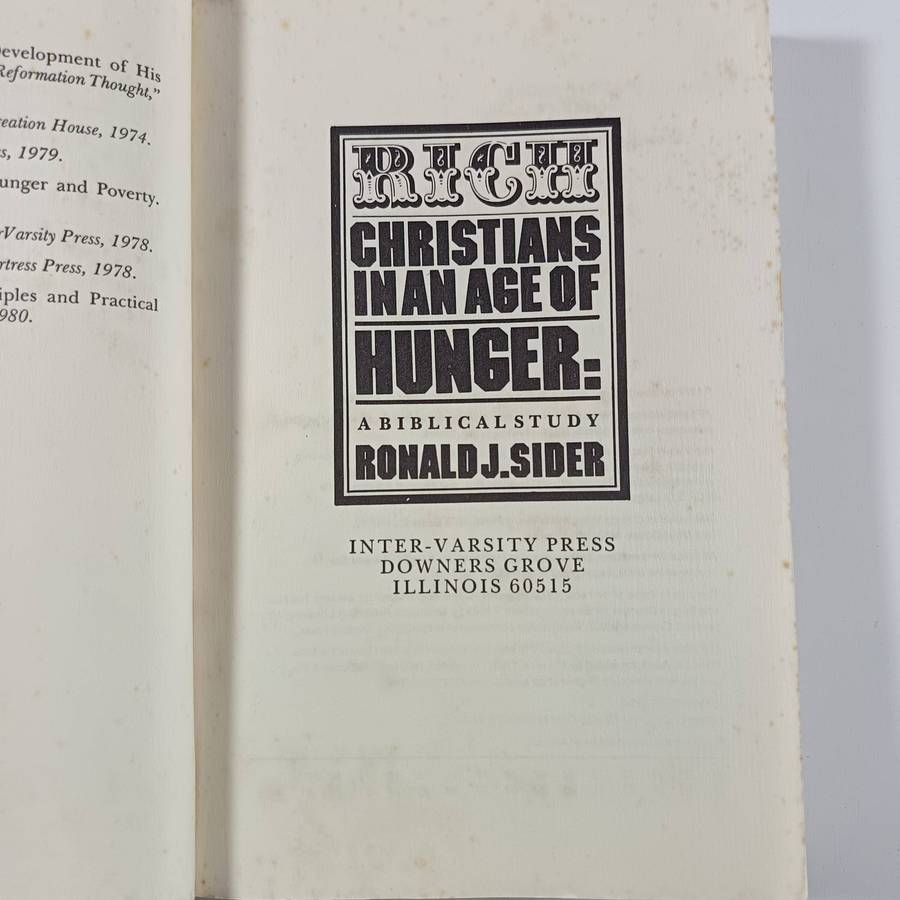 Development of His
Reformation Thought,"
reation House, 1974.
s, 1979.
unger and Poverty.
rVarsity Press, 1978.
rtress Press, 1978.
iples and Practical
980.
RICH
CHRISTIANS
IN AN AGE OF
HUNGER:
A BIBLICAL STUDY
RONALD J. SIDER
INTER-VARSITY PRESS
DOWNERS GROVE
ILLINOIS 60515